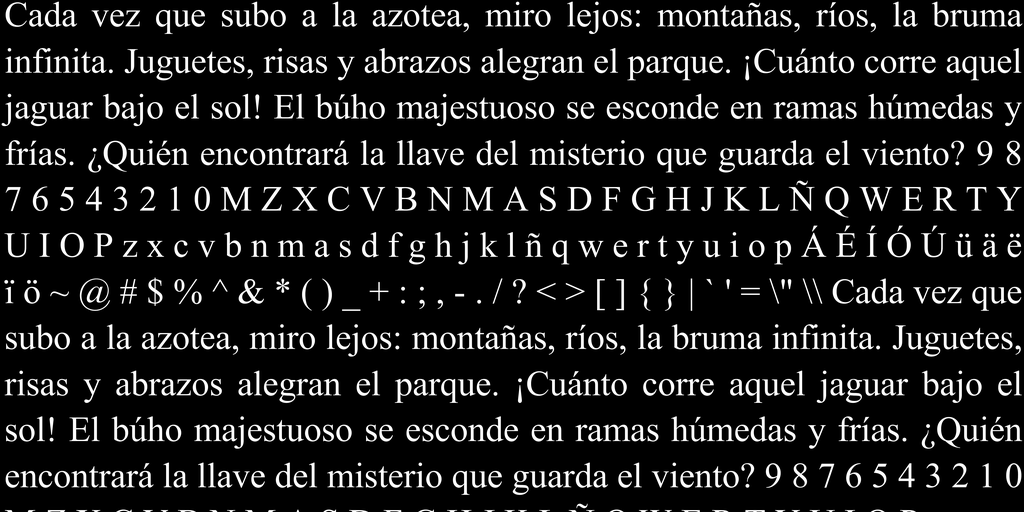 Cada vez que subo a la azotea, miro lejos: montañas, ríos, la bruma
infinita. Juguetes, risas y abrazos alegran el parque. ¡Cuánto corre aquel
jaguar bajo el sol! El búho majestuoso se esconde en ramas húmedas y
frías. ¿Quién encontrará la llave del misterio que guarda el viento? 9 8
7 6 5 4 3 2 1 0 M Z X C V B N M A S D F G H J K L Ñ Q W E R T Y
U I O P z x c v b n m a s d f g h j k l ñ q w e r t y u i o p Á É Í Ó Ú ü ä ë
ï ö ~ @ # $ % ^ & * ( ) _ + : ; , - . / ? < > [ ] { } | ` ' = \" \\ Cada vez que
subo a la azotea, miro lejos: montañas, ríos, la bruma infinita. Juguetes,
risas y abrazos alegran el parque. ¡Cuánto corre aquel jaguar bajo el
sol! El búho majestuoso se esconde en ramas húmedas y frías. ¿Quién
encontrará la llave del misterio que guarda el viento? 9 8 7 6 5 4 3 2 1 0